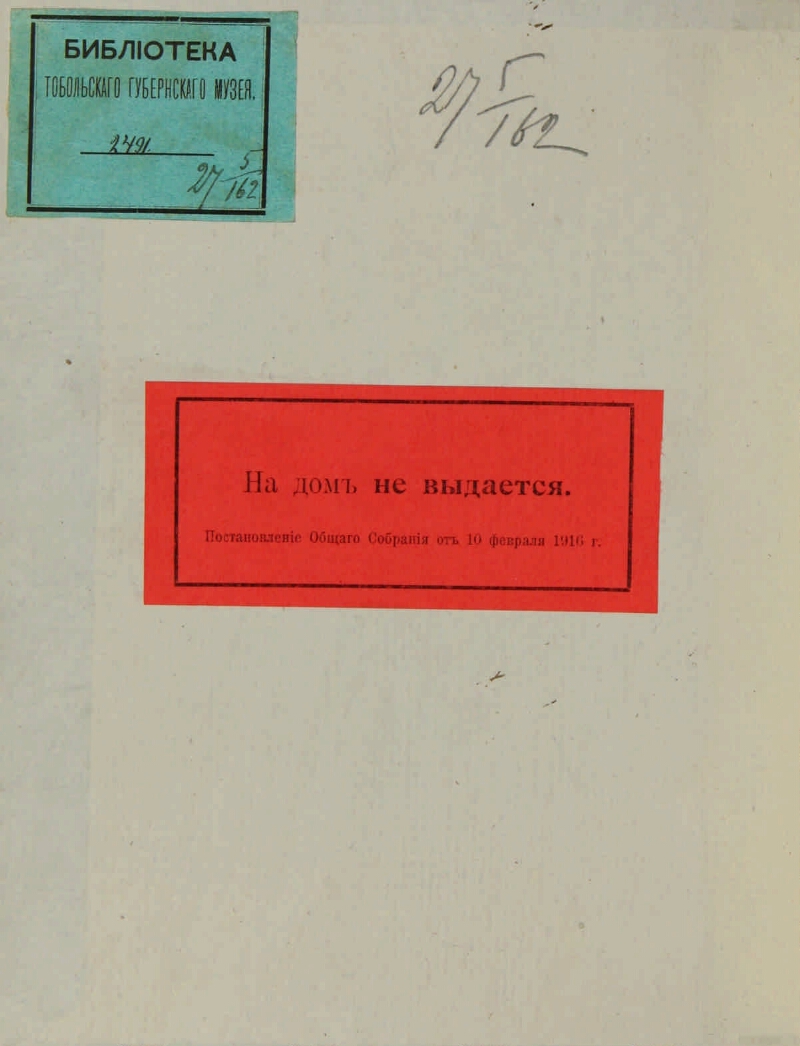 БИБЛІОТЕКА
ТОБОЛЬСКАГО ГУБЕРНСКАГО МУЗЕЯ.
2491
27 5/162
27 5/162
На домъ не выдается.
Постановленіе Общаго Собранія отъ 10 февраля 1916 г.